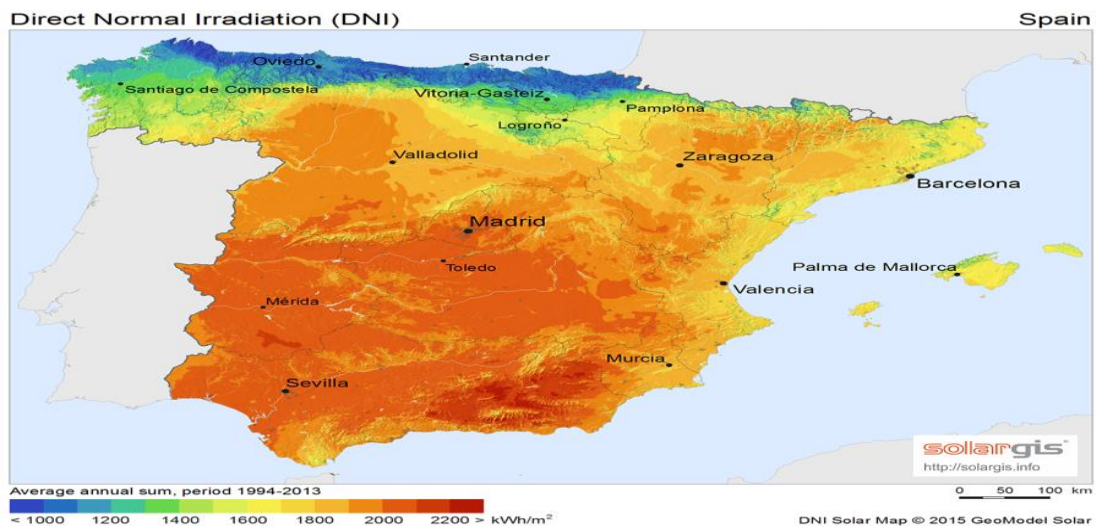 Direct Normal Irradiation (DNI)
Spain
Oviedo
Santander
Santiago de Compostela
Vitoria-Gasteiz
Pamplona
Logroño
Valladolid
Zaragoza
Barcelona
Madrid
Toledo
Palma de Mallorca
Valencia
Mérida
Murcia
Sevilla
solargis
http://solargis.info
Average annual sum, period 1994-2013
0 50 100 km
< 1000 1200 1400 1600 1800 2000 2200 > kWh/m²
DNI Solar Map © 2015 GeoModel Solar